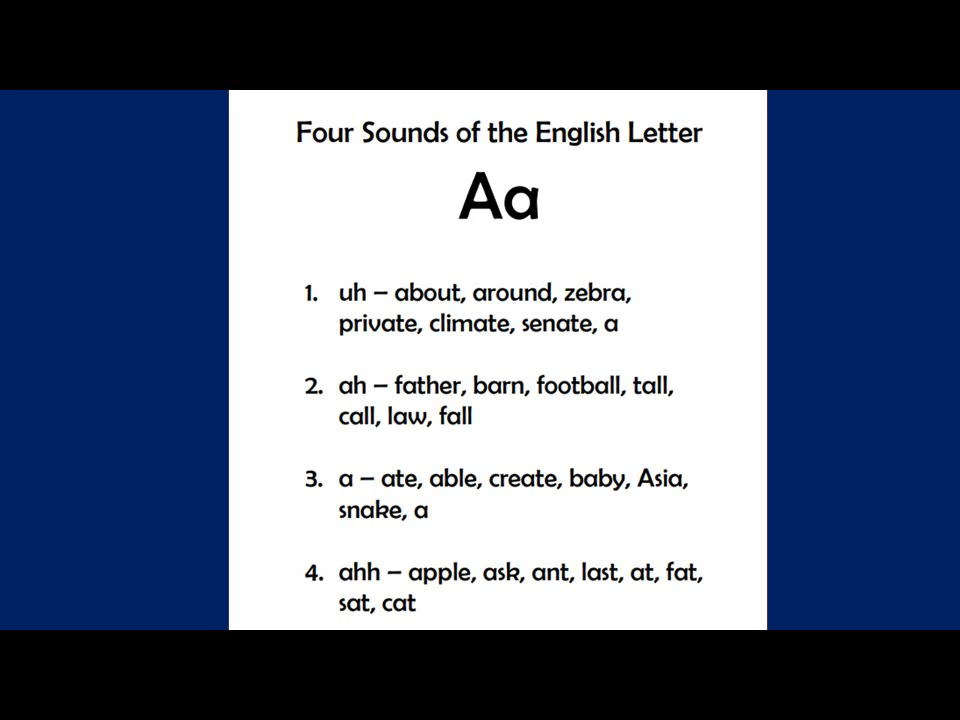 Four Sounds of the English Letter
Aa
1. uh – about, around, zebra,
private, climate, senate, a
2. ah – father, barn, football, tall,
call, law, fall
3. a – ate, able, create, baby, Asia,
snake, a
4. ahh – apple, ask, ant, last, at, fat,
sat, cat